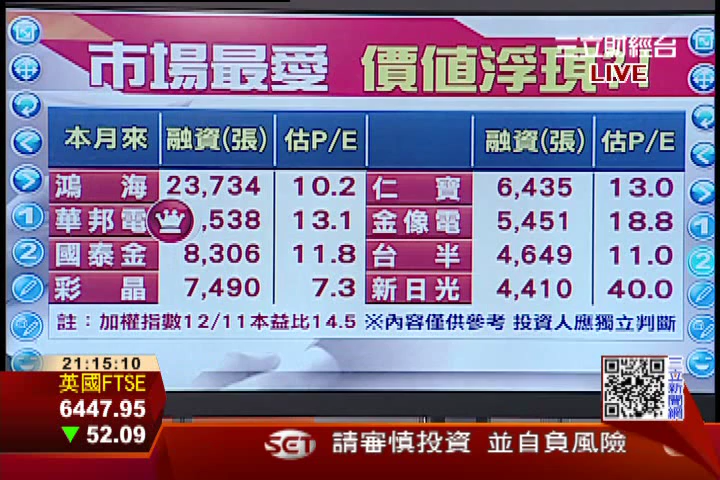 三立財經台
LIVE
市場最愛 價值浮現?!
本月來 融資(張) 估P/E 融資(張) 估P/E
鴻海 23,734 10.2 仁寶 6,435 13.0
華邦電 ,538 13.1 金像電 5,451 18.8
國泰金 8,306 11.8 台半 4,649 11.0
彩晶 7,490 7.3 新日光 4,410 40.0
註：加權指數12/11本益比14.5 ※內容僅供參考 投資人應獨立判斷
1
2
1
2
21:15:10
英國FTSE
6447.95
▼ 52.09
三立新聞網
SET 請審慎投資 並自負風險